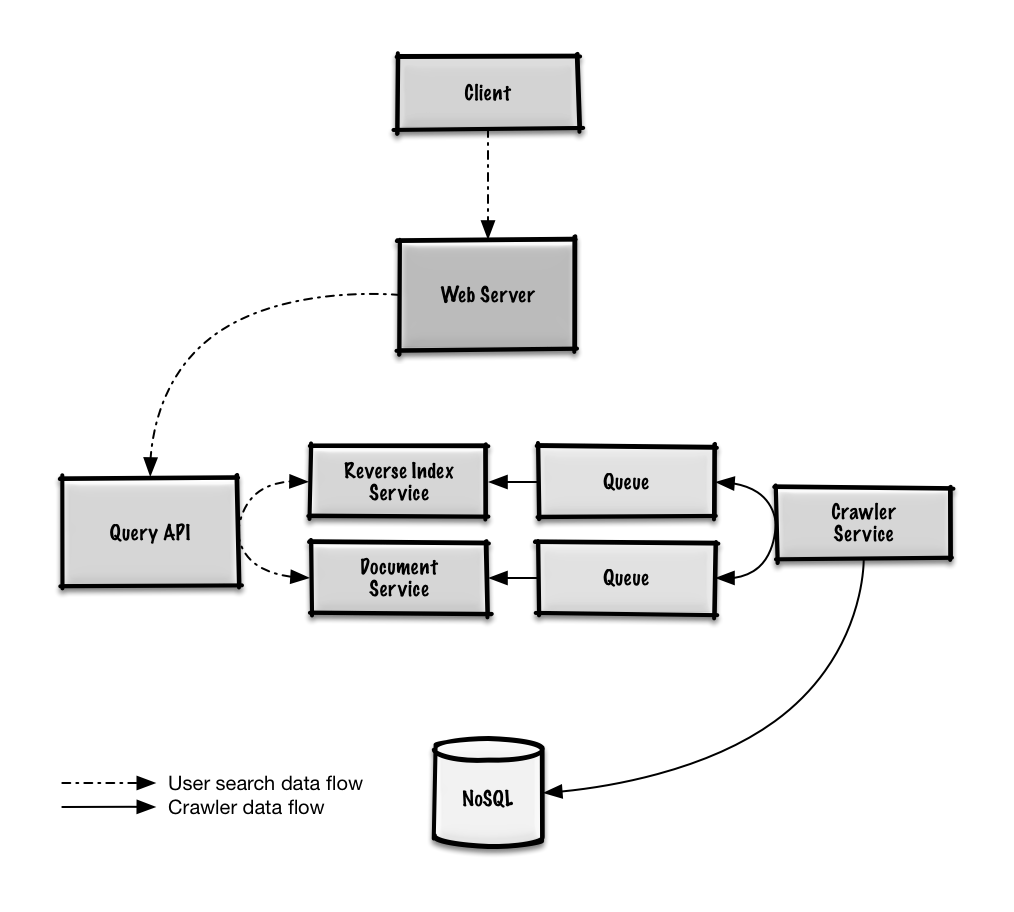 Client
Web Server
Query API
Reverse Index
Service
Queue
Crawler
Service
Document
Service
Queue
NoSQL
User search data flow
Crawler data flow